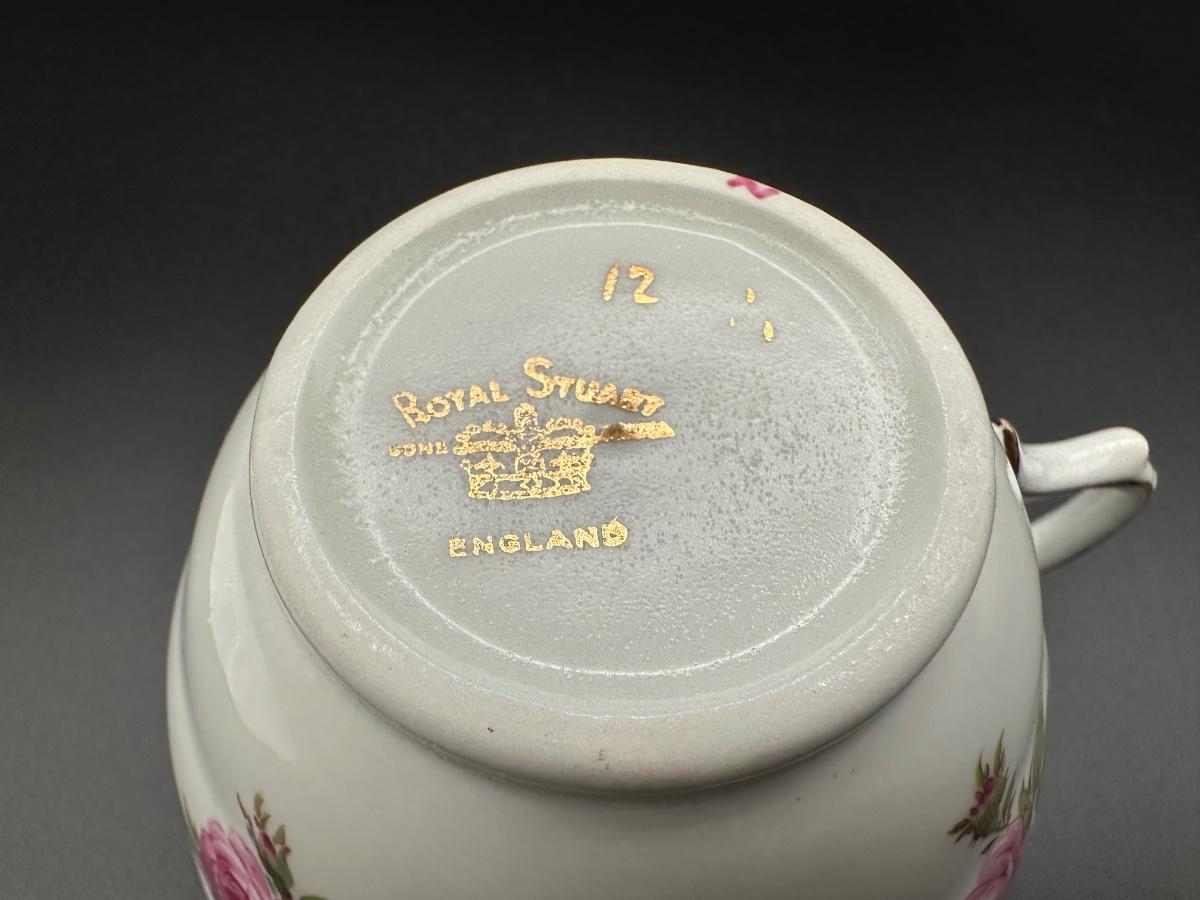 12
ROYAL STUART
BONE
ENGLAND